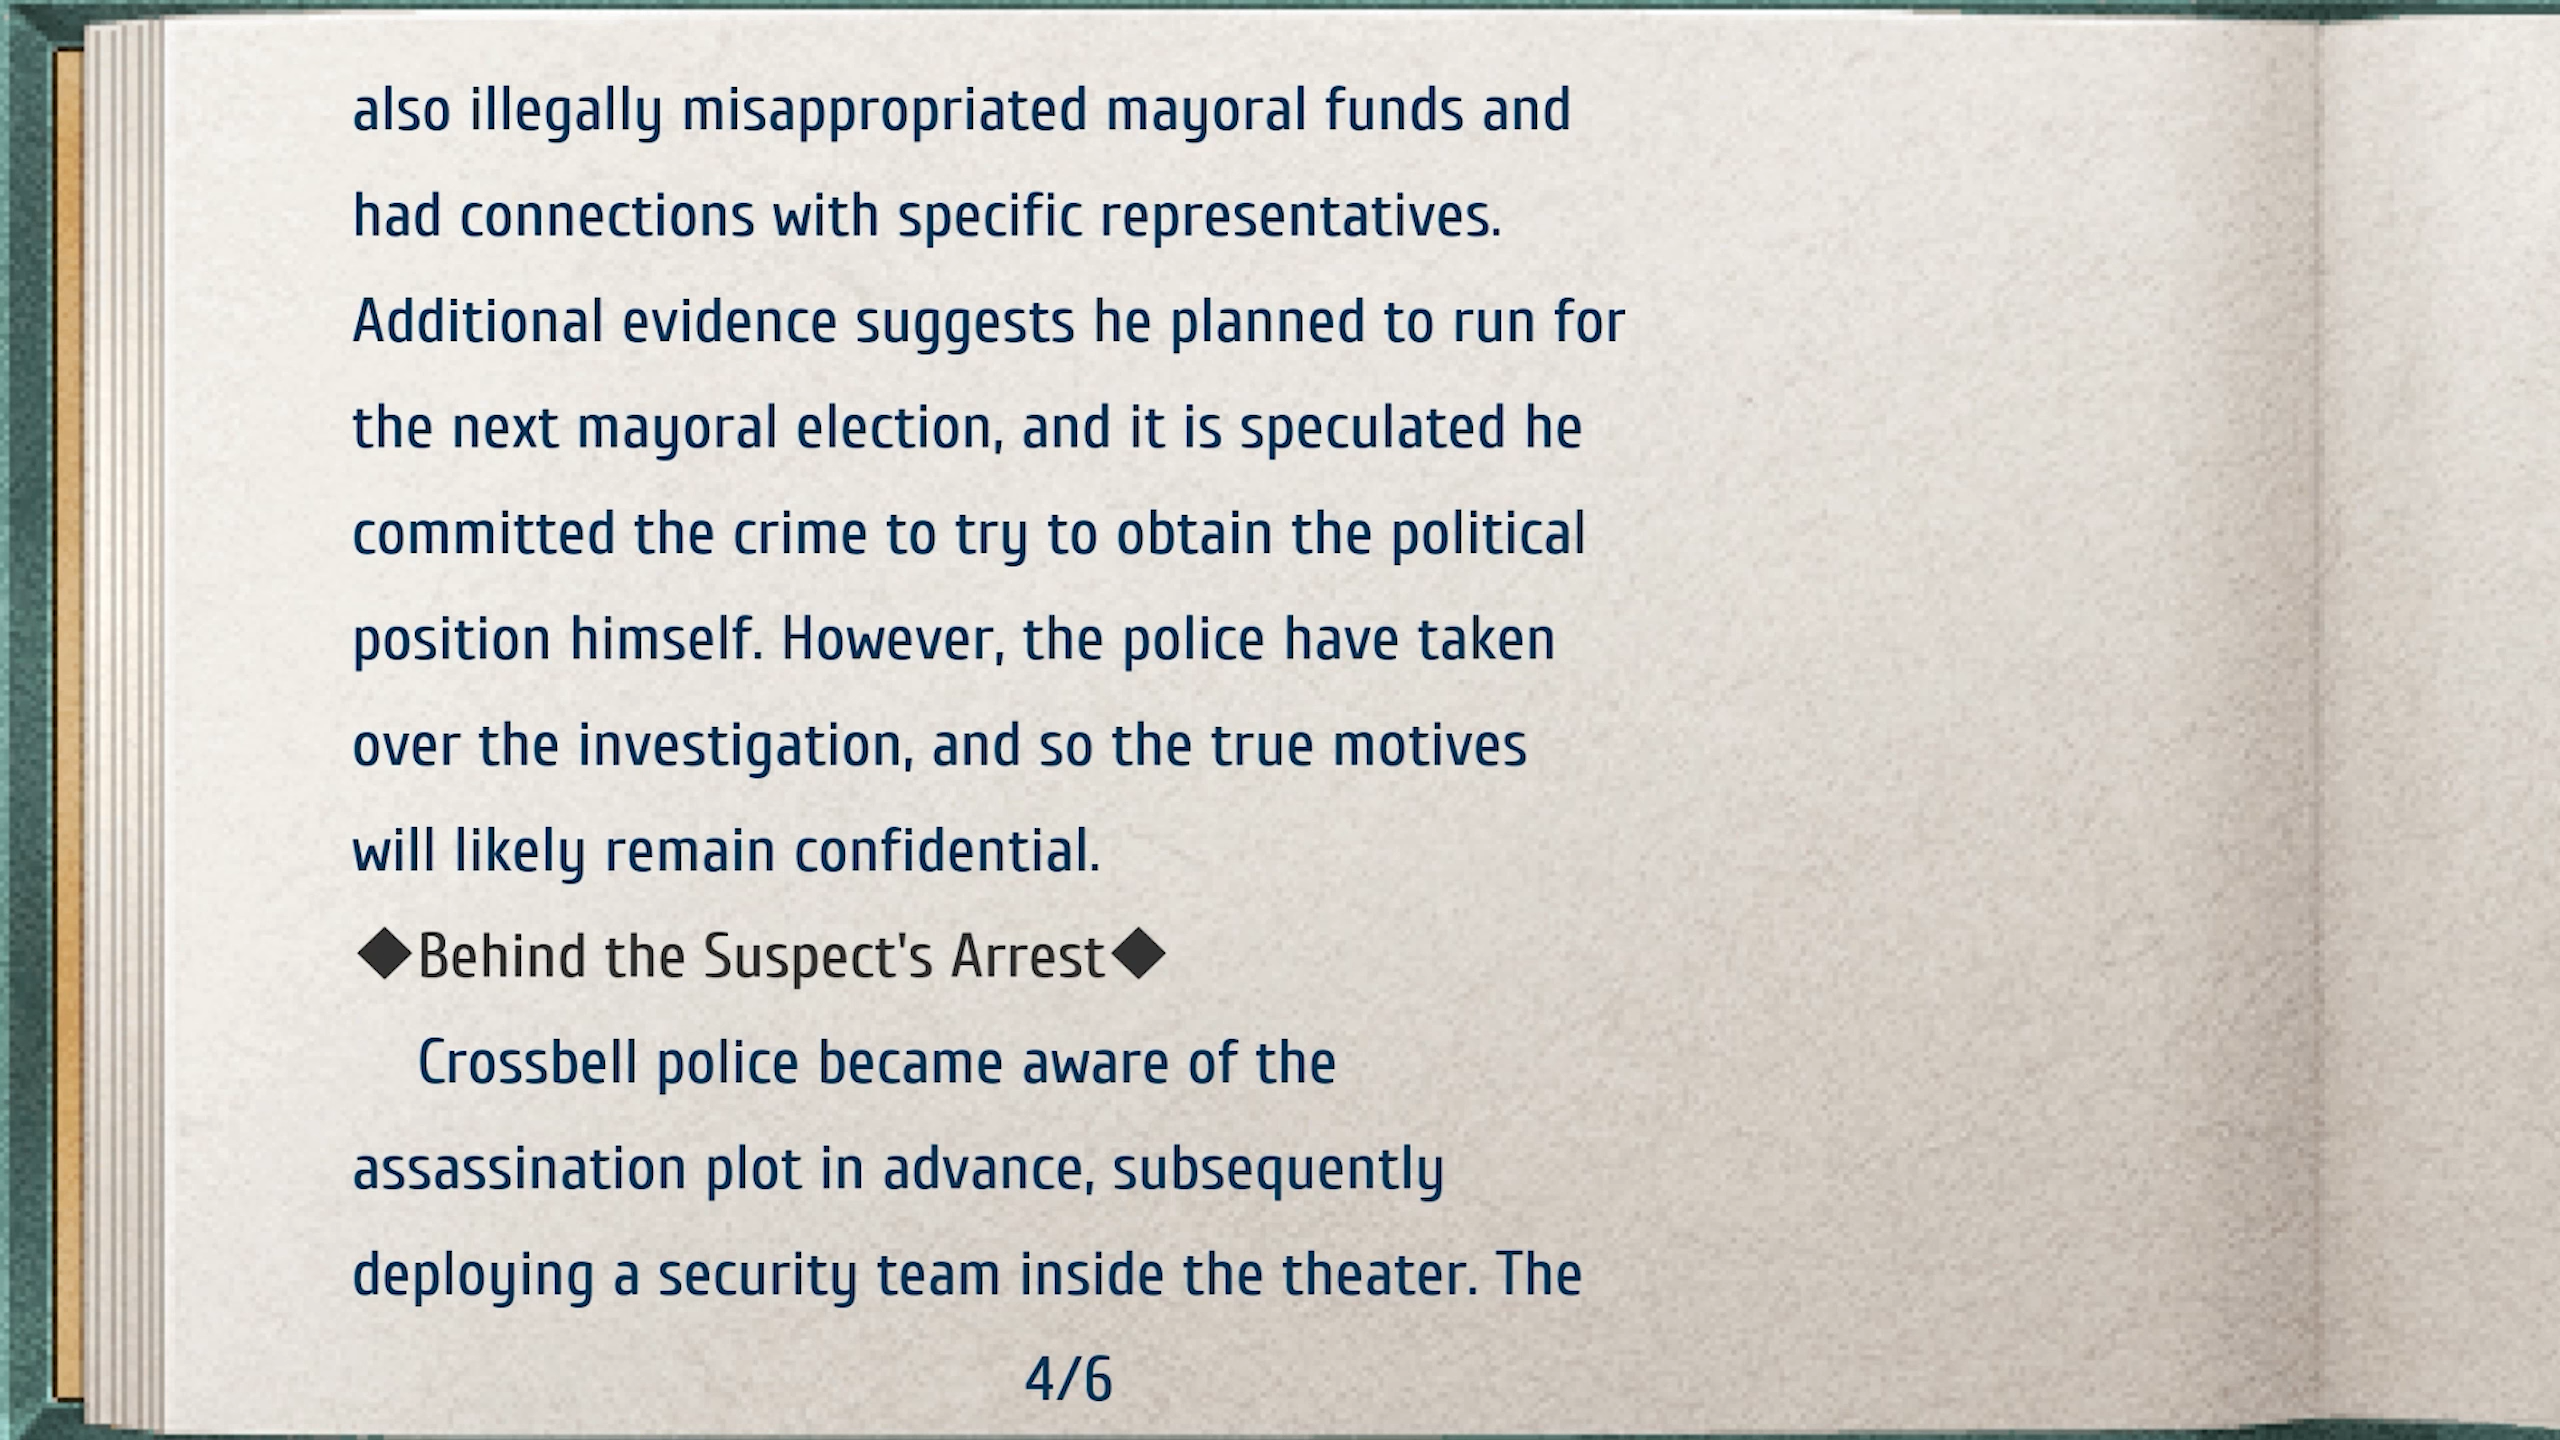 also illegally misappropriated mayoral funds and
had connections with specific representatives.
Additional evidence suggests he planned to run for
the next mayoral election, and it is speculated he
committed the crime to try to obtain the political
position himself. However, the police have taken
over the investigation, and so the true motives
will likely remain confidential.
◆Behind the Suspect's Arrest◆
Crossbell police became aware of the
assassination plot in advance, subsequently
deploying a security team inside the theater. The
4/6